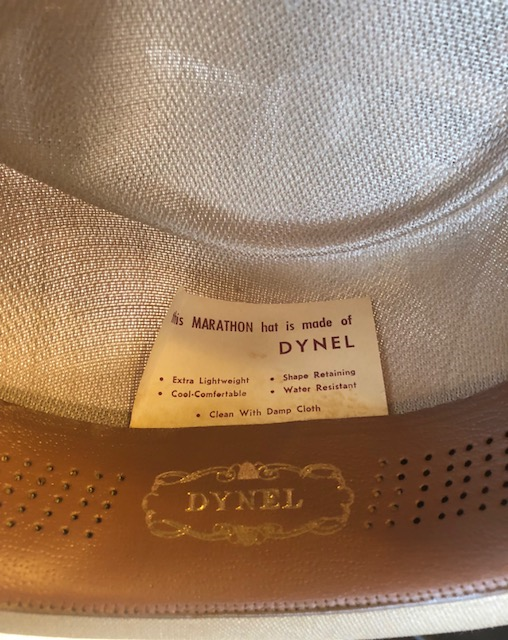 his MARATHON hat is made of
DYNEL
• Extra Lightweight • Shape Retaining
• Cool-Comfortable • Water Resistant
• Clean With Damp Cloth
DYNEL